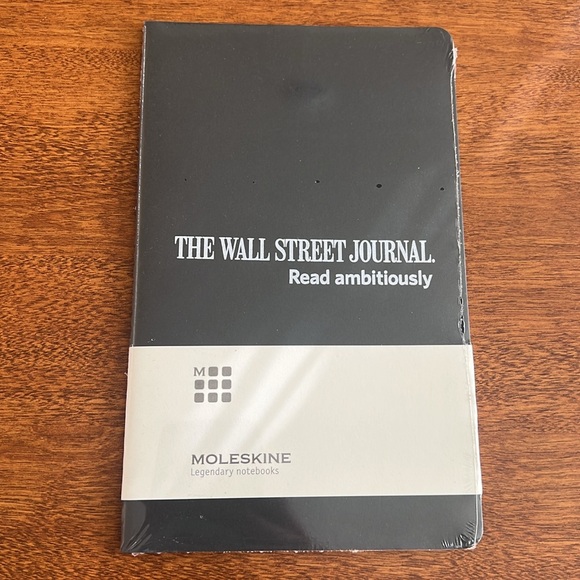 THE WALL STREET JOURNAL.
Read ambitiously
M
MOLESKINE
Legendary notebooks